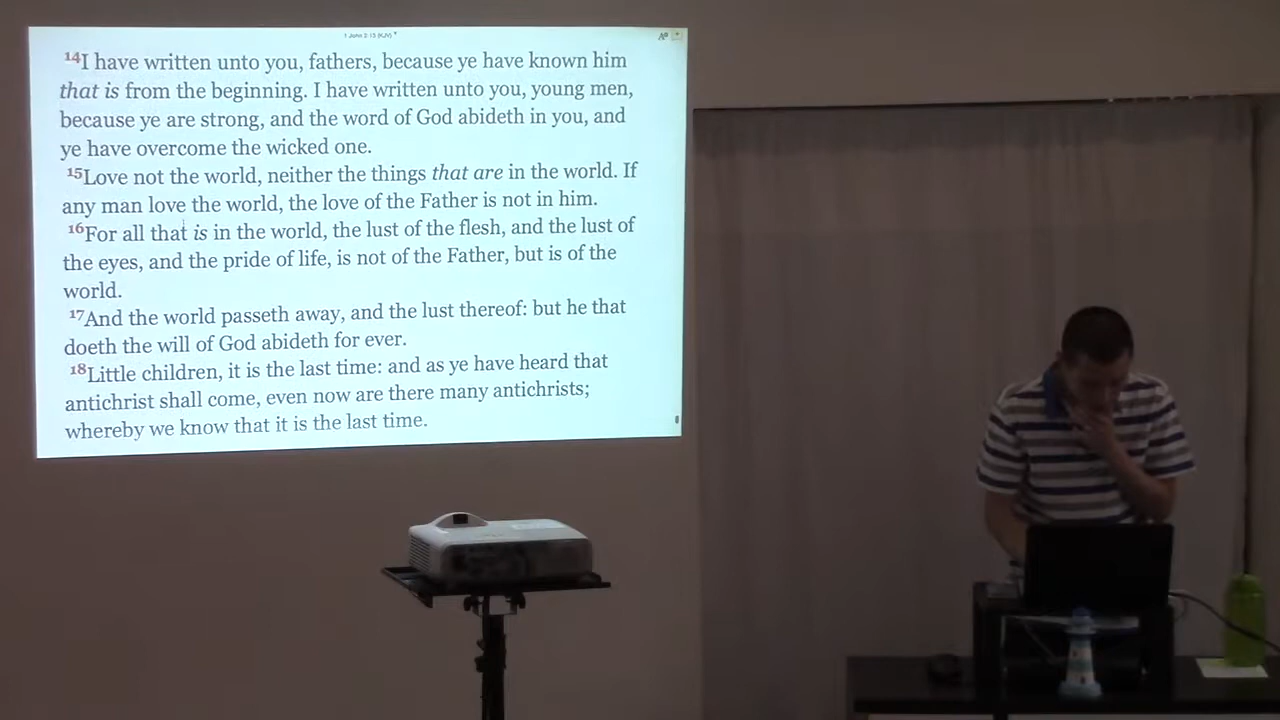 1 John 2:15 (KJV)
14I have written unto you, fathers, because ye have known him
that is from the beginning. I have written unto you, young men,
because ye are strong, and the word of God abideth in you, and
ye have overcome the wicked one.
15Love not the world, neither the things that are in the world. If
any man love the world, the love of the Father is not in him.
16For all that is in the world, the lust of the flesh, and the lust of
the eyes, and the pride of life, is not of the Father, but is of the
world.
17And the world passeth away, and the lust thereof: but he that
doeth the will of God abideth for ever.
18Little children, it is the last time: and as ye have heard that
antichrist shall come, even now are there many antichrists;
whereby we know that it is the last time.